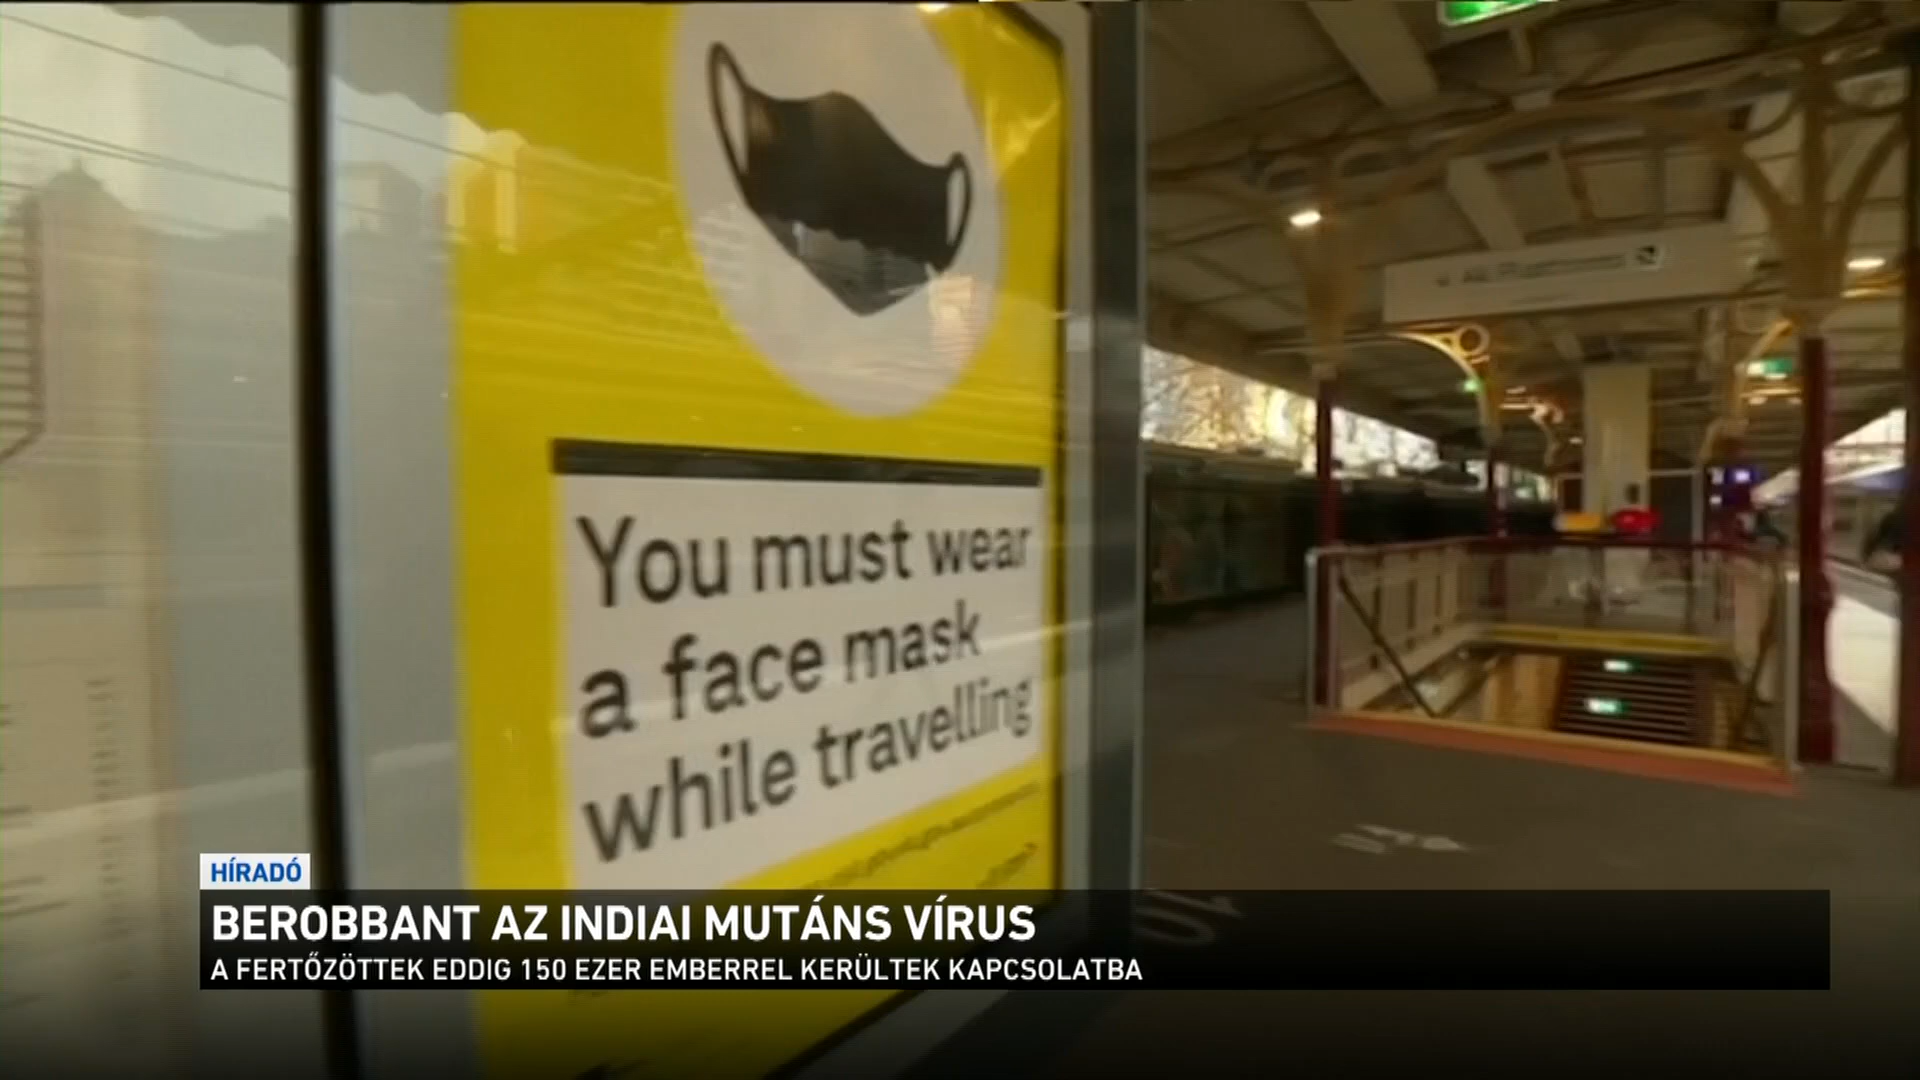 You must wear
a face mask
while travelling
HÍRADÓ
BEROBBANT AZ INDIAI MUTÁNS VÍRUS
A FERTŐZÖTTEK EDDIG 150 EZER EMBERREL KERÜLTEK KAPCSOLATBA